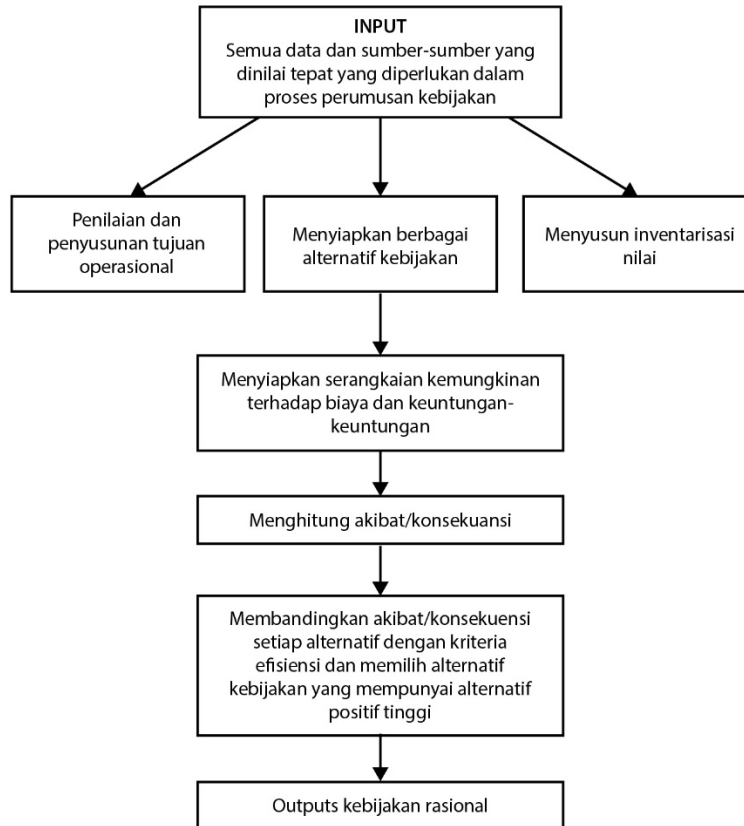 INPUT
Semua data dan sumber-sumber yang
dinilai tepat yang diperlukan dalam
proses perumusan kebijakan
Penilaian dan
penyusunan tujuan
operasional
Menyiapkan berbagai
alternatif kebijakan
Menyusun inventarisasi
nilai
Menyiapkan serangkaian kemungkinan
terhadap biaya dan keuntungan-
keuntungan
Menghitung akibat/konsekuansi
Membandingkan akibat/konsekuensi
setiap alternatif dengan kriteria
efisiensi dan memilih alternatif
kebijakan yang mempunyai alternatif
positif tinggi
Outputs kebijakan rasional